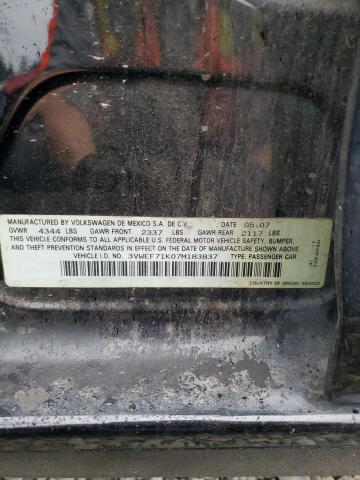 MANUFACTURED BY VOLKSWAGEN DE MEXICO S.A. DE C.V. DATE 05.07
GVWR 4344 LBS GAWR FRONT 2337 LBS GAWR REAR 2117 LBS
THIS VEHICLE CONFORMS TO ALL APPLICABLE U.S. FEDERAL MOTOR VEHICLE SAFETY, BUMPER,
AND THEFT PREVENTION STANDARDS IN EFFECT ON THE DATE OF MANUFACTURE SHOWN ABOVE.
VEHICLE I.D. NO. 3VWEF71K07M183837 TYPE: PASSENGER CAR
COUNTRY OF ORIGIN: MEXICO